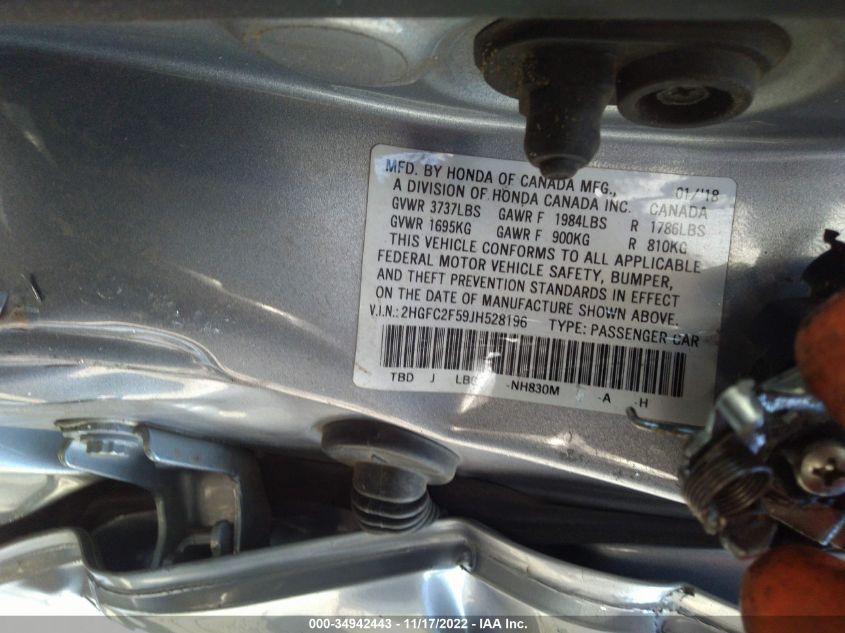 MFD. BY HONDA OF CANADA MFG., 01/'18
A DIVISION OF HONDA CANADA INC. CANADA
GVWR 3737LBS GAWR F 1984LBS R 1786LBS
GVWR 1695KG GAWR F 900KG R 810KG
THIS VEHICLE CONFORMS TO ALL APPLICABLE
FEDERAL MOTOR VEHICLE SAFETY, BUMPER,
AND THEFT PREVENTION STANDARDS IN EFFECT
ON THE DATE OF MANUFACTURE SHOWN ABOVE.
V.I.N.: 2HGFC2F59JH528196 TYPE: PASSENGER CAR
TBD J -NH830M -A -H
000-34942443 - 11/17/2022 - IAA Inc.